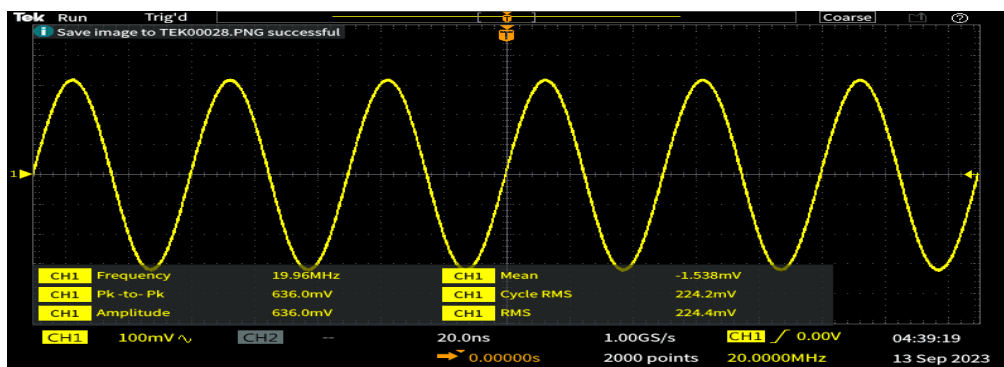 Tek Run Trig'd Coarse
Save image to TEK00028.PNG successful
CH1 Frequency 19.96MHz CH1 Mean -1.538mV
CH1 Pk -to- Pk 636.0mV CH1 Cycle RMS 224.2mV
CH1 Amplitude 636.0mV CH1 RMS 224.4mV
CH1 100mV CH2 -- 20.0ns 1.00GS/s CH1 0.00V 04:39:19
0.00000s 2000 points 20.0000MHz 13 Sep 2023